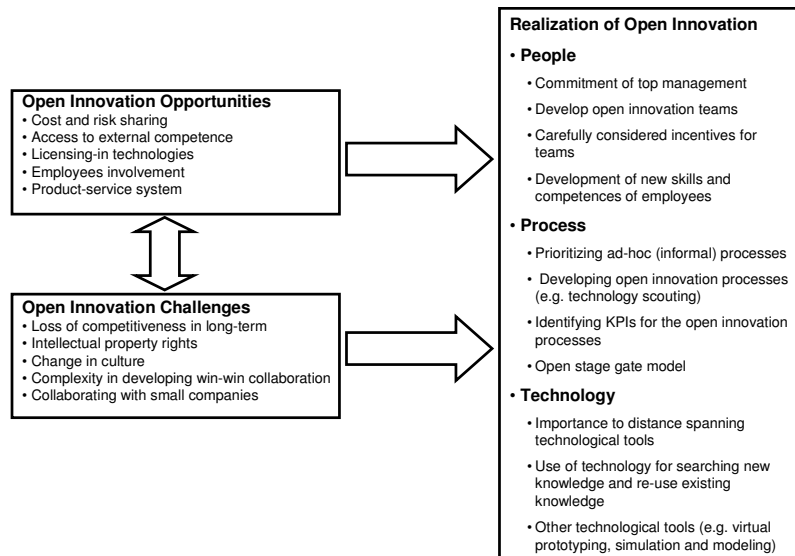 Open Innovation Opportunities
• Cost and risk sharing
• Access to external competence
• Licensing-in technologies
• Employees involvement
• Product-service system
Open Innovation Challenges
• Loss of competitiveness in long-term
• Intellectual property rights
• Change in culture
• Complexity in developing win-win collaboration
• Collaborating with small companies
Realization of Open Innovation
• People
• Commitment of top management
• Develop open innovation teams
• Carefully considered incentives for
teams
• Development of new skills and
competences of employees
• Process
• Prioritizing ad-hoc (informal) processes
• Developing open innovation processes
(e.g. technology scouting)
• Identifying KPIs for the open innovation
processes
• Open stage gate model
• Technology
• Importance to distance spanning
technological tools
• Use of technology for searching new
knowledge and re-use existing
knowledge
• Other technological tools (e.g. virtual
prototyping, simulation and modeling)